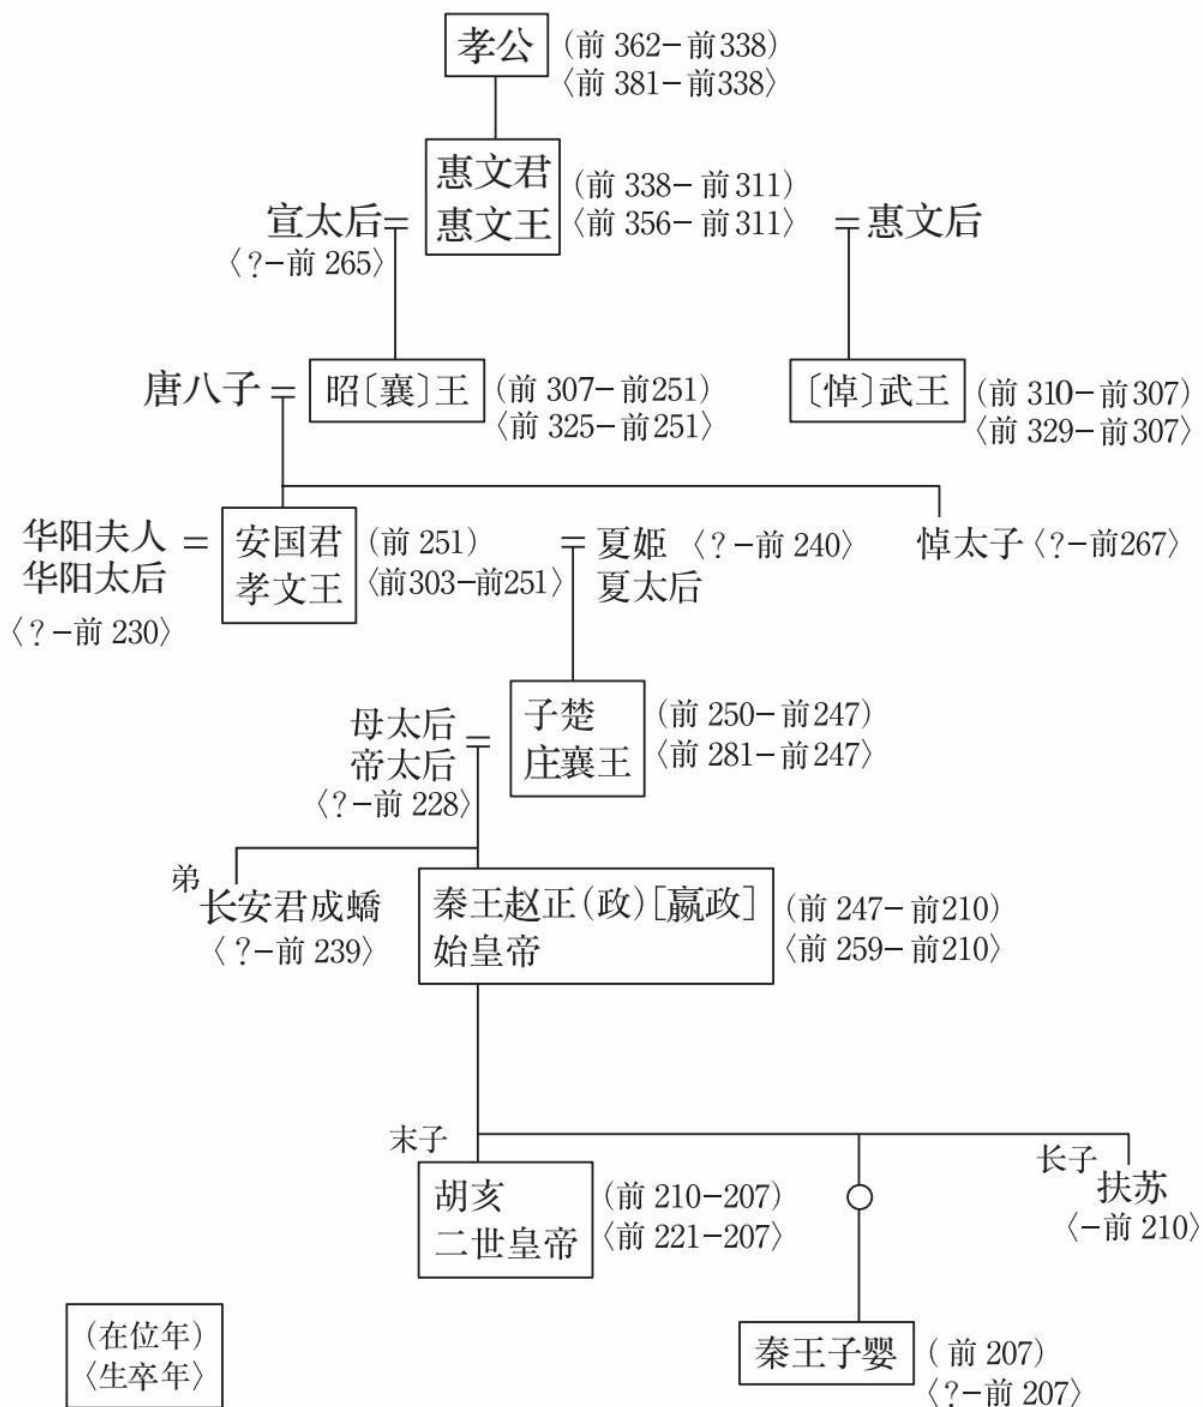 孝公
(前 362-前338)
〈前 381-前338〉
惠文君
惠文王
(前 338-前311)
〈前 356-前311〉
宣太后
〈?-前 265〉
惠文后
唐八子
昭〔襄〕王
(前 307-前251)
〈前 325-前251〉
〔悼〕武王
(前 310-前307)
〈前 329-前307〉
华阳夫人
华阳太后
〈?-前 230〉
安国君
孝文王
(前 251)
〈前303-前251〉
夏姬 〈?-前 240〉
夏太后
悼太子〈?-前267〉
母太后
帝太后
〈?-前 228〉
子楚
庄襄王
(前 250-前247)
〈前 281-前247〉
弟
长安君成蟜
〈?-前 239〉
秦王赵正(政)[嬴政]
始皇帝
(前 247-前210)
〈前 259-前210〉
末子
胡亥
二世皇帝
(前 210-207)
〈前 221-207〉
长子
扶苏
〈-前 210〉
秦王子婴
(前 207)
〈?-前 207〉
(在位年)
〈生卒年〉